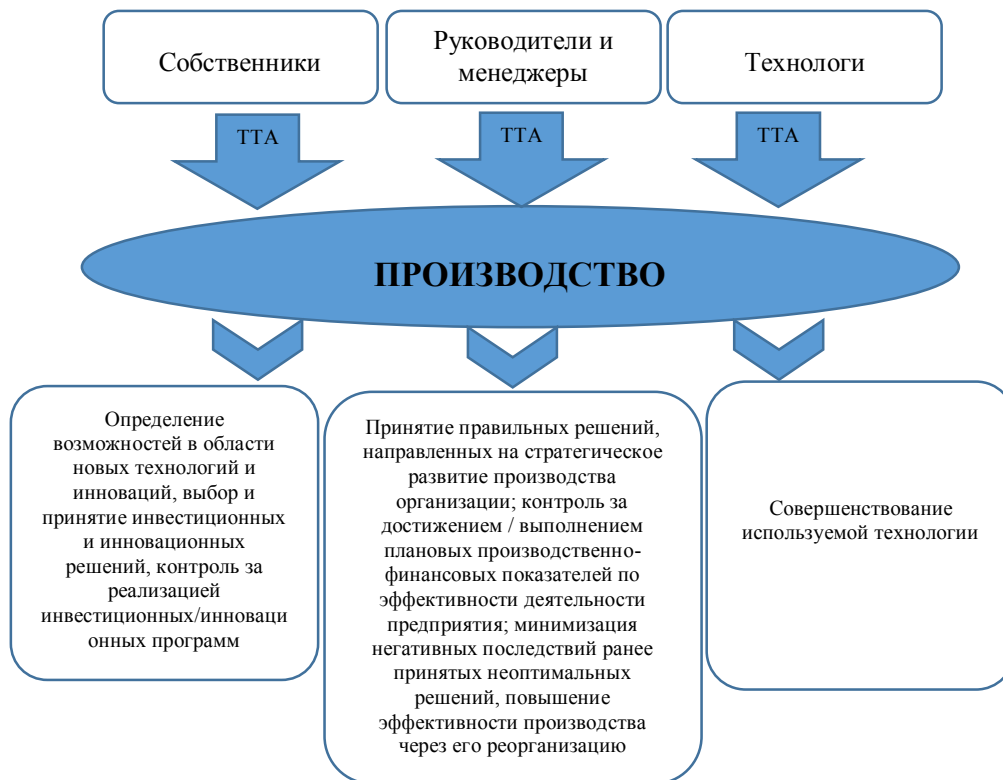 Собственники
Руководители и
менеджеры
Технологи
ТТА
ТТА
ТТА
ПРОИЗВОДСТВО
Определение
возможностей в области
новых технологий и
инноваций, выбор и
принятие инвестиционных
и инновационных
решений, контроль за
реализацией
инвестиционных/инноваци
онных программ
Принятие правильных решений,
направленных на стратегическое
развитие производства
организации; контроль за
достижением / выполнением
плановых производственно-
финансовых показателей по
эффективности деятельности
предприятия; минимизация
негативных последствий ранее
принятых неоптимальных
решений, повышение
эффективности производства
через его реорганизацию
Совершенствование
используемой технологии